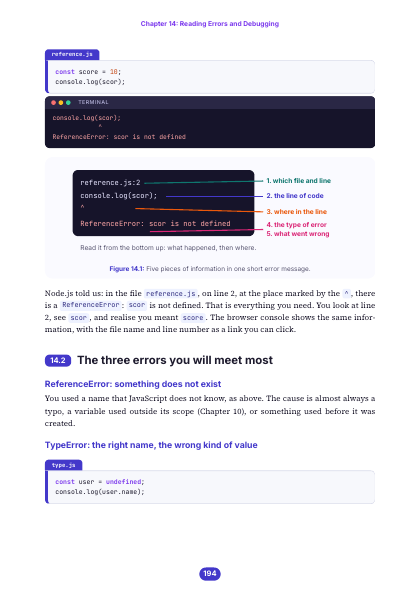 Chapter 14: Reading Errors and Debugging
reference.js
const score = 10;
console.log(scor);
TERMINAL
console.log(scor);
^
ReferenceError: scor is not defined
reference.js:2
console.log(scor);
^
ReferenceError: scor is not defined
1. which file and line
2. the line of code
3. where in the line
4. the type of error
5. what went wrong
Read it from the bottom up: what happened, then where.
Figure 14.1: Five pieces of information in one short error message.
Node.js told us: in the file reference.js, on line 2, at the place marked by the ^, there
is a ReferenceError: scor is not defined. That is everything you need. You look at line
2, see scor, and realise you meant score. The browser console shows the same infor-
mation, with the file name and line number as a link you can click.
14.2 The three errors you will meet most
ReferenceError: something does not exist
You used a name that JavaScript does not know, as above. The cause is almost always a
typo, a variable used outside its scope (Chapter 10), or something used before it was
created.
TypeError: the right name, the wrong kind of value
type.js
const user = undefined;
console.log(user.name);
194